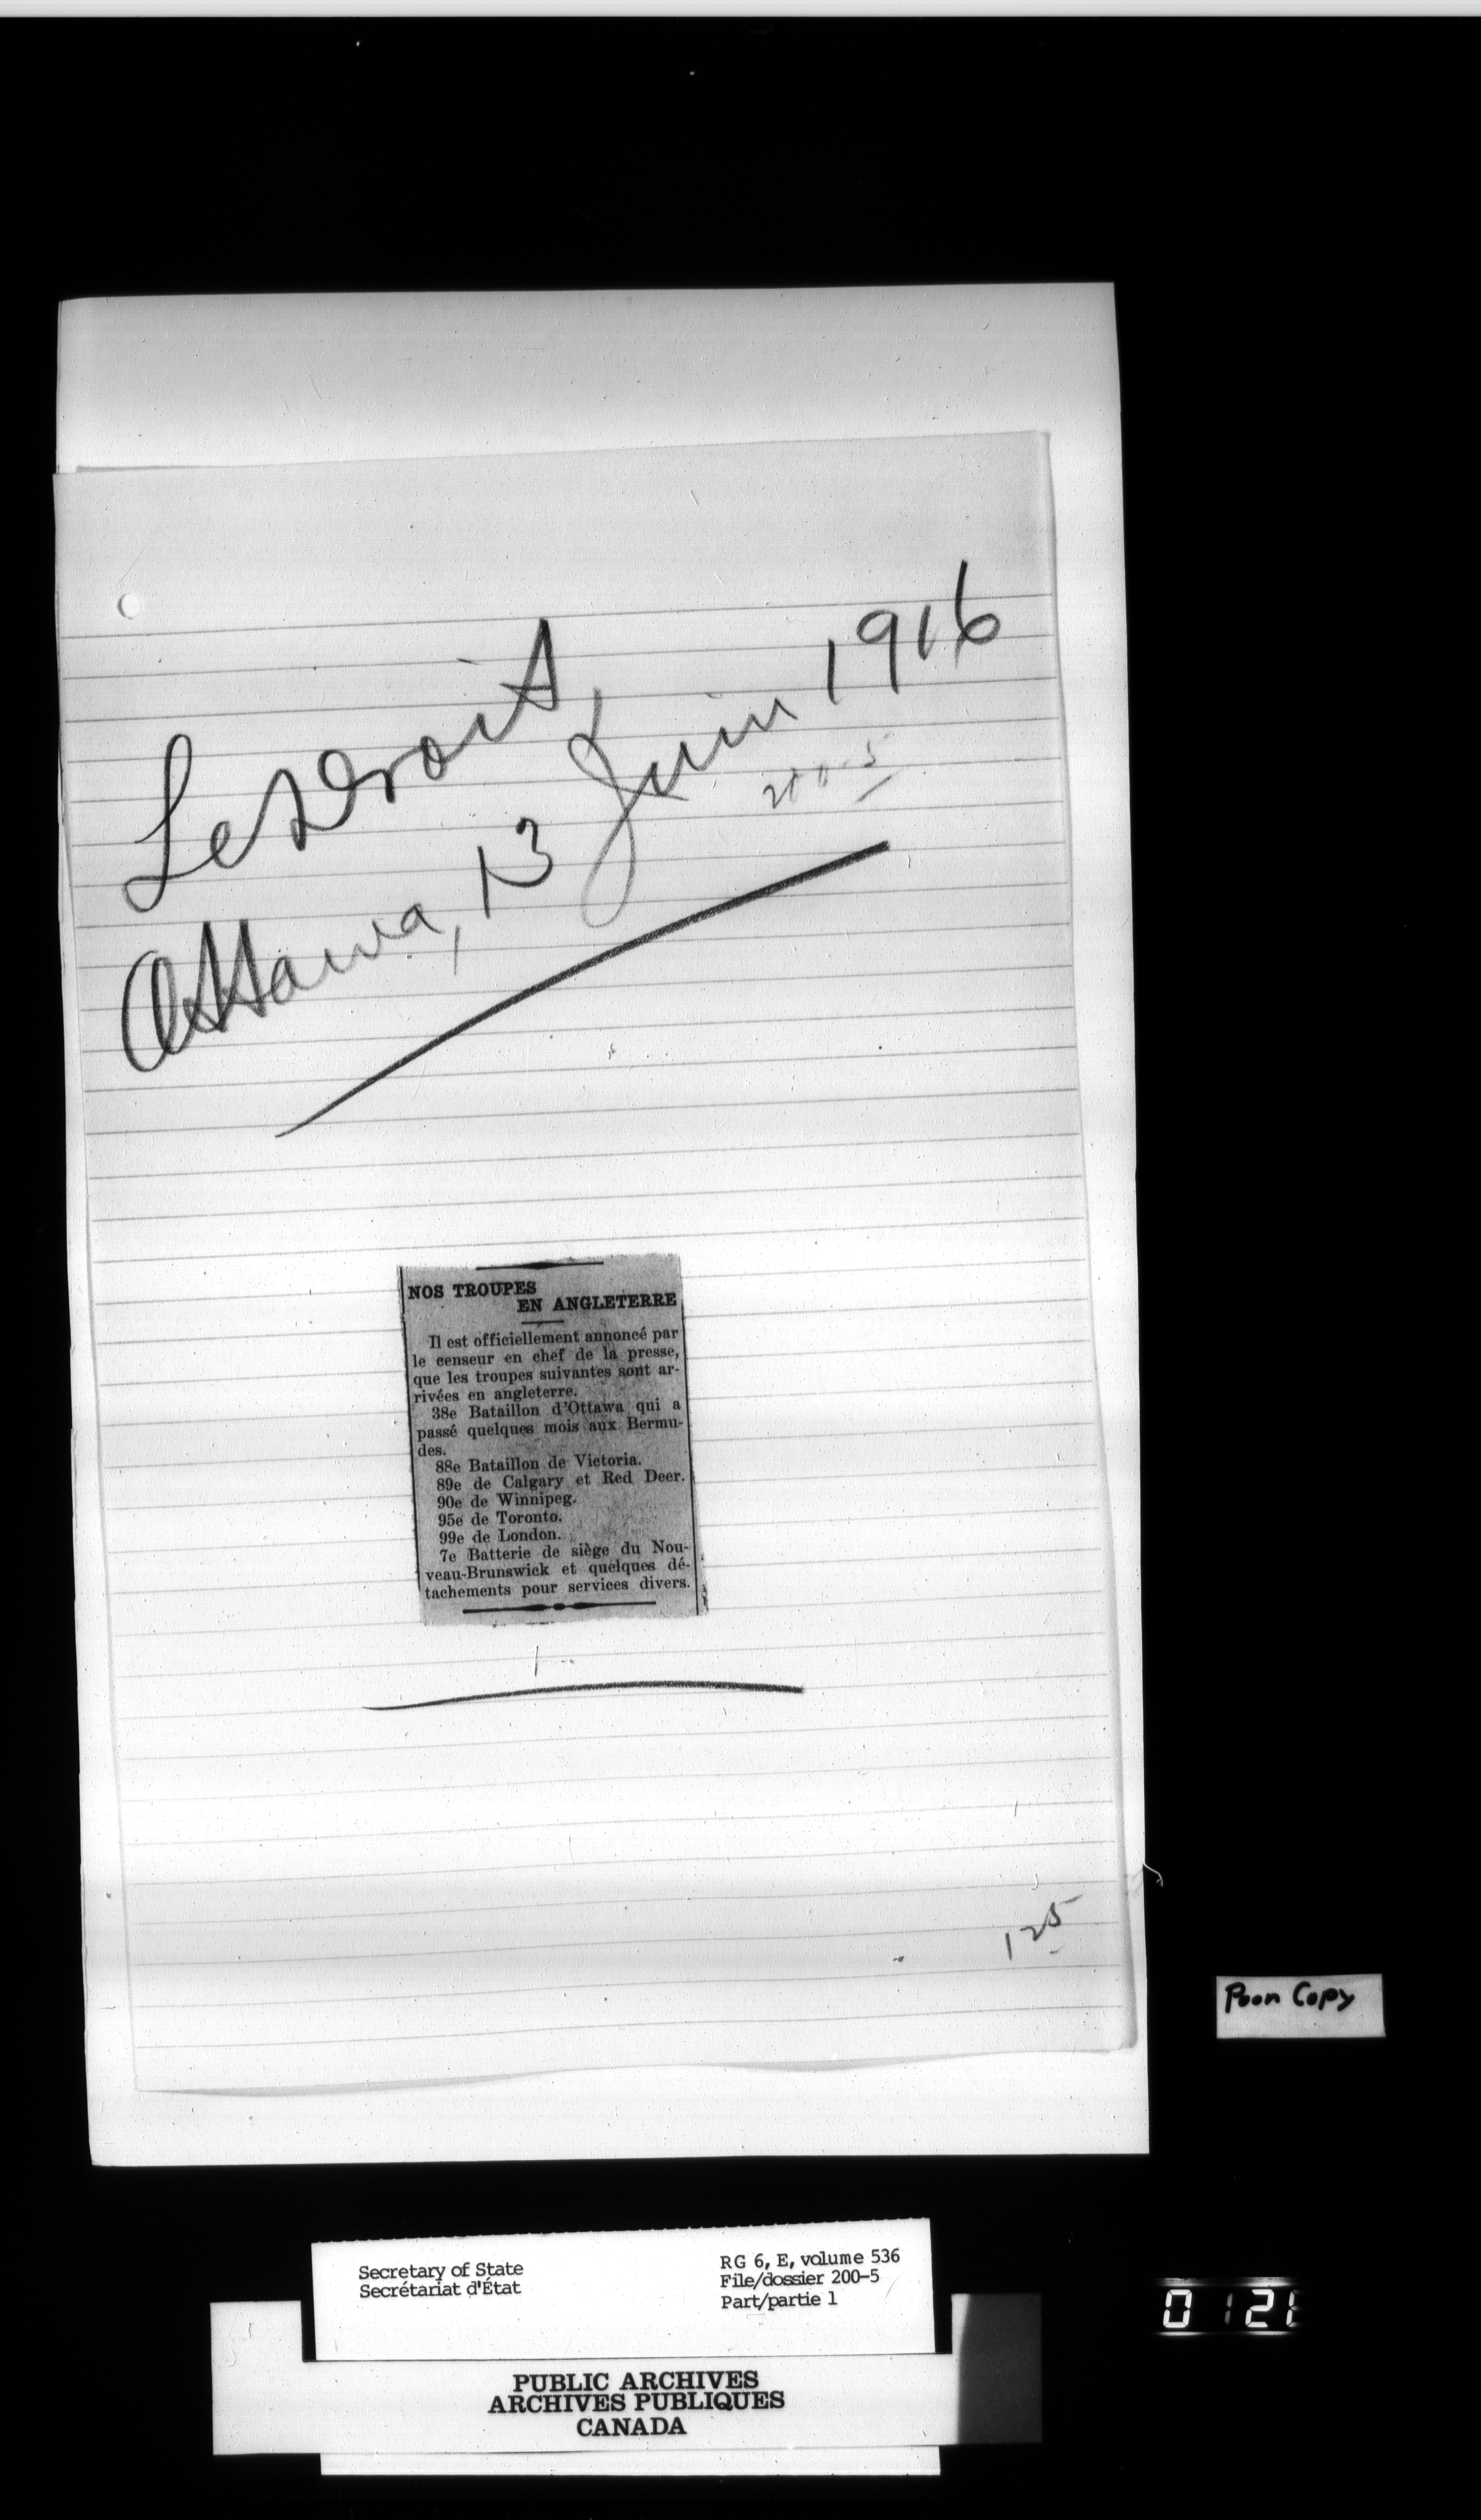 Le Droit,
Ottawa, 13 Juin 1916
200-5
NOS TROUPES
EN ANGLETERRE
Il est officiellement annoncé par
le censeur en chef de la presse,
que les troupes suivantes sont ar-
rivées en angleterre.
38e Bataillon d'Ottawa qui a
passé quelques mois aux Bermu-
des.
88e Bataillon de Victoria.
89e de Calgary et Red Deer.
90e de Winnipeg.
95e de Toronto.
99e de London.
7e Batterie de siège du Nou-
veau-Brunswick et quelques dé-
tachements pour services divers.
125
Poor Copy
Secretary of State
Secrétariat d'État
RG 6, E, volume 536
File/dossier 200-5
Part/partie 1
0121
PUBLIC ARCHIVES
ARCHIVES PUBLIQUES
CANADA